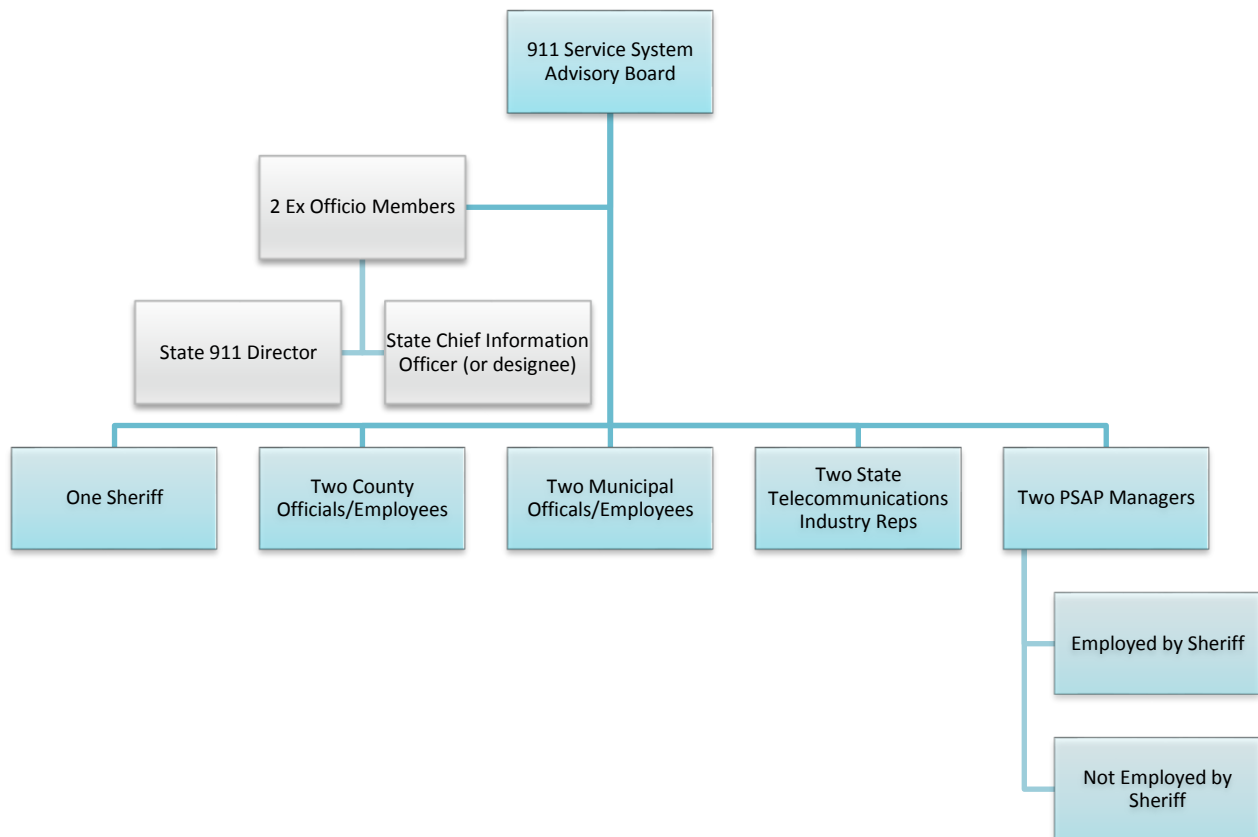 911 Service System
Advisory Board
2 Ex Officio Members
State 911 Director
State Chief Information
Officer (or designee)
One Sheriff
Two County
Officials/Employees
Two Municipal
Officals/Employees
Two State
Telecommunications
Industry Reps
Two PSAP Managers
Employed by Sheriff
Not Employed by
Sheriff